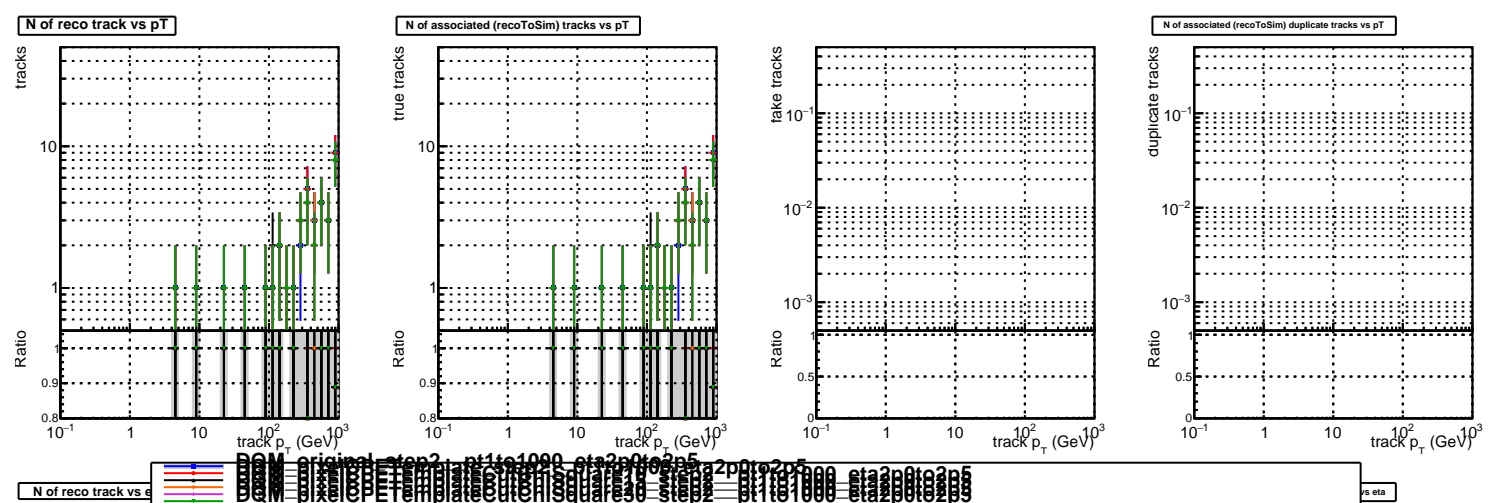 N of reco track vs pT
N of associated (recoToSim) tracks vs pT
N of associated (recoToSim) duplicate tracks vs pT
tracks
10
1
Ratio
1
0.9
0.8
10⁻¹ 1 10 10² 10³
track p_T (GeV)
true tracks
10
1
Ratio
1
0.9
0.8
10⁻¹ 1 10 10² 10³
track p_T (GeV)
fake tracks
10⁻¹
10⁻²
10⁻³
Ratio
1
0.5
0
10⁻¹ 1 10 10² 10³
track p_T (GeV)
duplicate tracks
10⁻¹
10⁻²
10⁻³
Ratio
1
0.5
0
10⁻¹ 1 10 10² 10³
track p_T (GeV)
DQM_original_step2__pt1to1000_eta2p0to2p5
N of reco track vs
vs eta